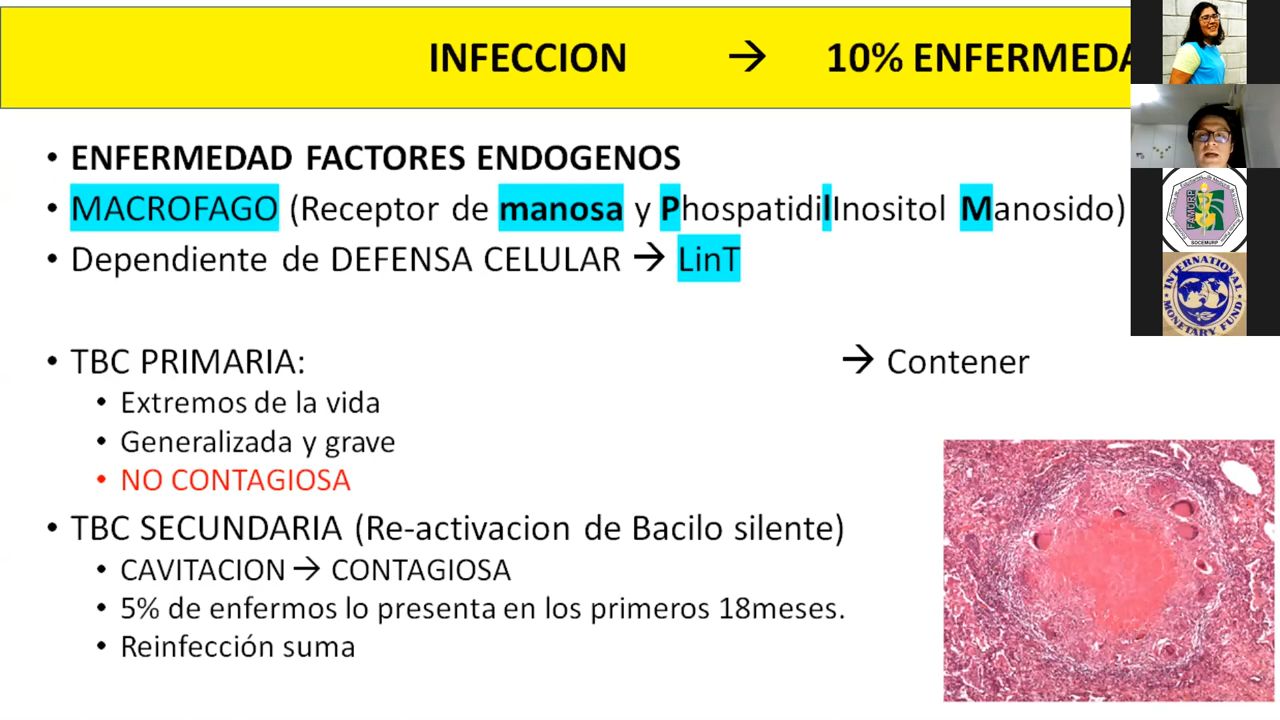 INFECCION → 10% ENFERMEDA
• ENFERMEDAD FACTORES ENDOGENOS
• MACROFAGO (Receptor de manosa y PhospatidilInositol Manosido)
• Dependiente de DEFENSA CELULAR → LinT
• TBC PRIMARIA: → Contener
• Extremos de la vida
• Generalizada y grave
• NO CONTAGIOSA
• TBC SECUNDARIA (Re-activacion de Bacilo silente)
• CAVITACION → CONTAGIOSA
• 5% de enfermos lo presenta en los primeros 18meses.
• Reinfección suma
FAMURP
SOCEMURP
INTERNATIONAL
MONETARY FUND